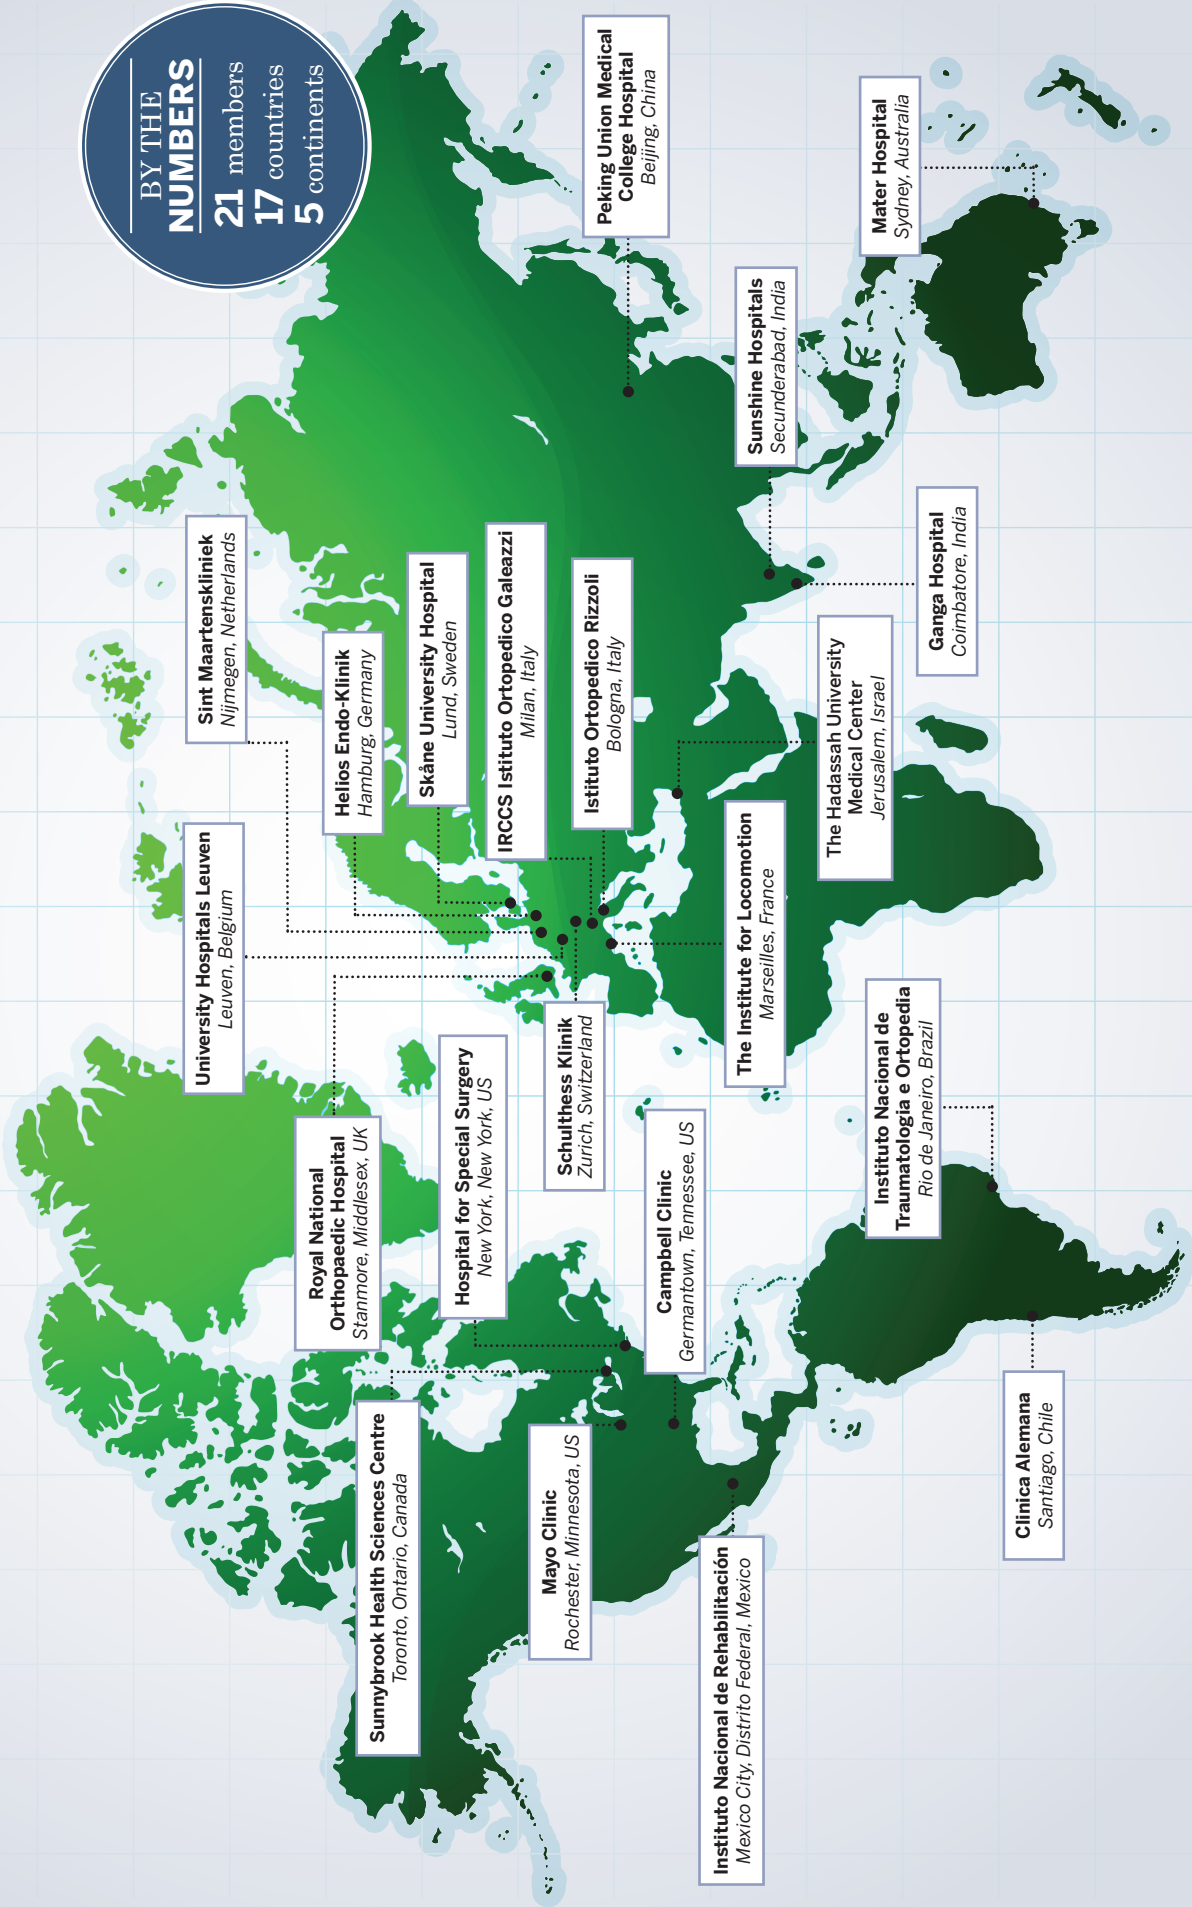 BY THE
NUMBERS
21 members
17 countries
5 continents
Sint Maartenskliniek
Nijmegen, Netherlands
University Hospitals Leuven
Leuven, Belgium
Royal National
Orthopaedic Hospital
Stanmore, Middlesex, UK
Helios Endo-Klinik
Hamburg, Germany
Skåne University Hospital
Lund, Sweden
IRCCS Istituto Ortopedico Galeazzi
Milan, Italy
Istituto Ortopedico Rizzoli
Bologna, Italy
Peking Union Medical
College Hospital
Beijing, China
Sunnybrook Health Sciences Centre
Toronto, Ontario, Canada
Hospital for Special Surgery
New York, New York, US
Schulthess Klinik
Zurich, Switzerland
Mayo Clinic
Rochester, Minnesota, US
Campbell Clinic
Germantown, Tennessee, US
Instituto Nacional de Rehabilitación
Mexico City, Distrito Federal, Mexico
The Institute for Locomotion
Marseilles, France
Sunshine Hospitals
Secunderabad, India
The Hadassah University
Medical Center
Jerusalem, Israel
Mater Hospital
Sydney, Australia
Instituto Nacional de
Traumatologia e Ortopedia
Rio de Janeiro, Brazil
Ganga Hospital
Coimbatore, India
Clinica Alemana
Santiago, Chile